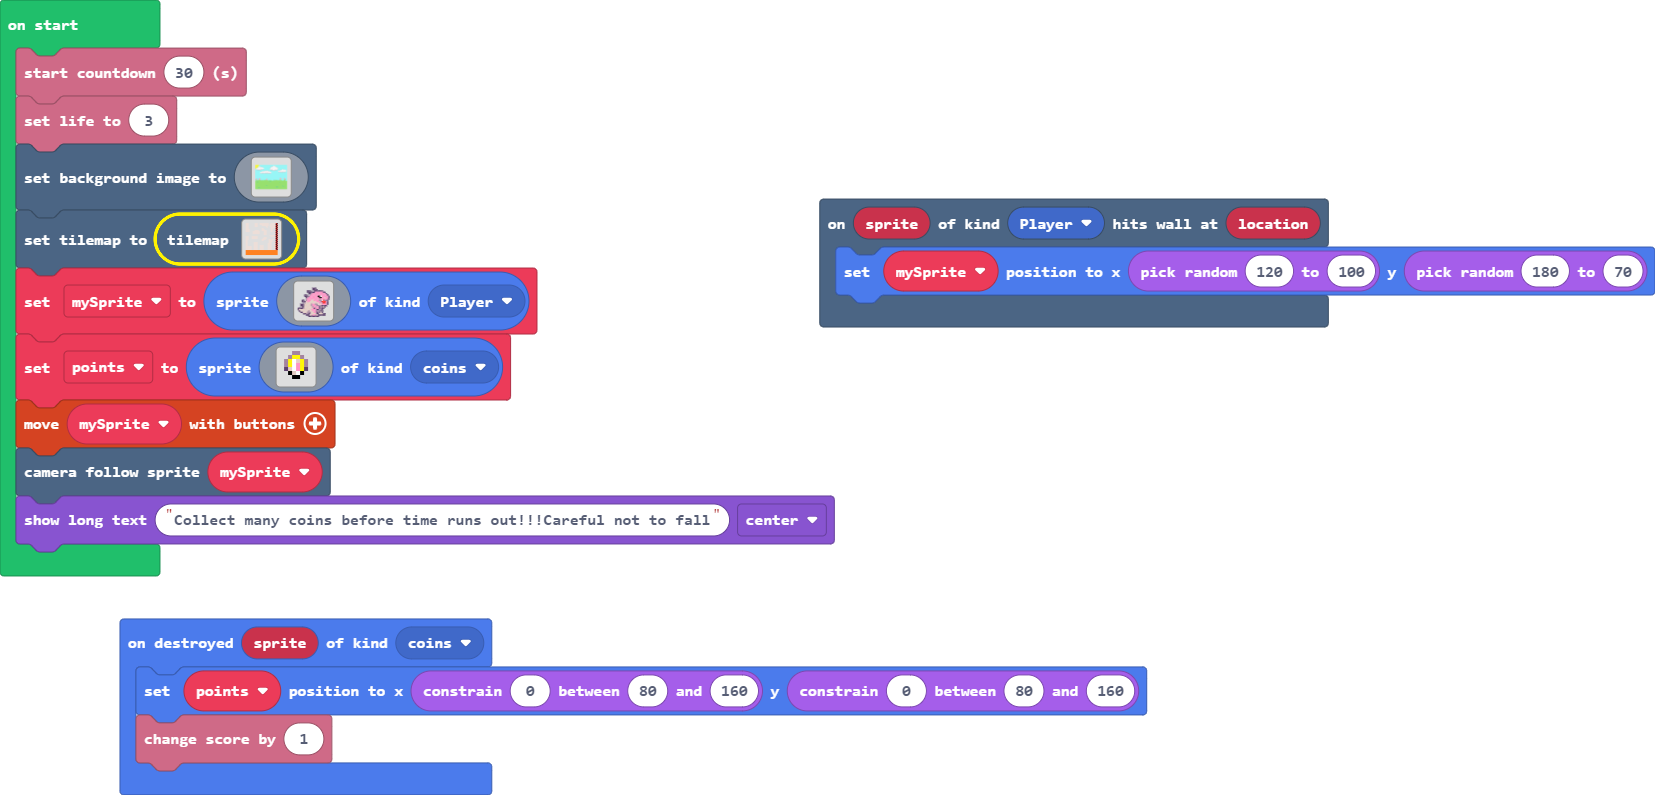 on start
start countdown 30 (s)
set life to 3
set background image to
set tilemap to tilemap
set mySprite to sprite of kind Player
set points to sprite of kind coins
move mySprite with buttons
camera follow sprite mySprite
show long text "Collect many coins before time runs out!!!Careful not to fall" center
on sprite of kind Player hits wall at location
set mySprite position to x pick random 120 to 100 y pick random 180 to 70
on destroyed sprite of kind coins
set points position to x constrain 0 between 80 and 160 y constrain 0 between 80 and 160
change score by 1